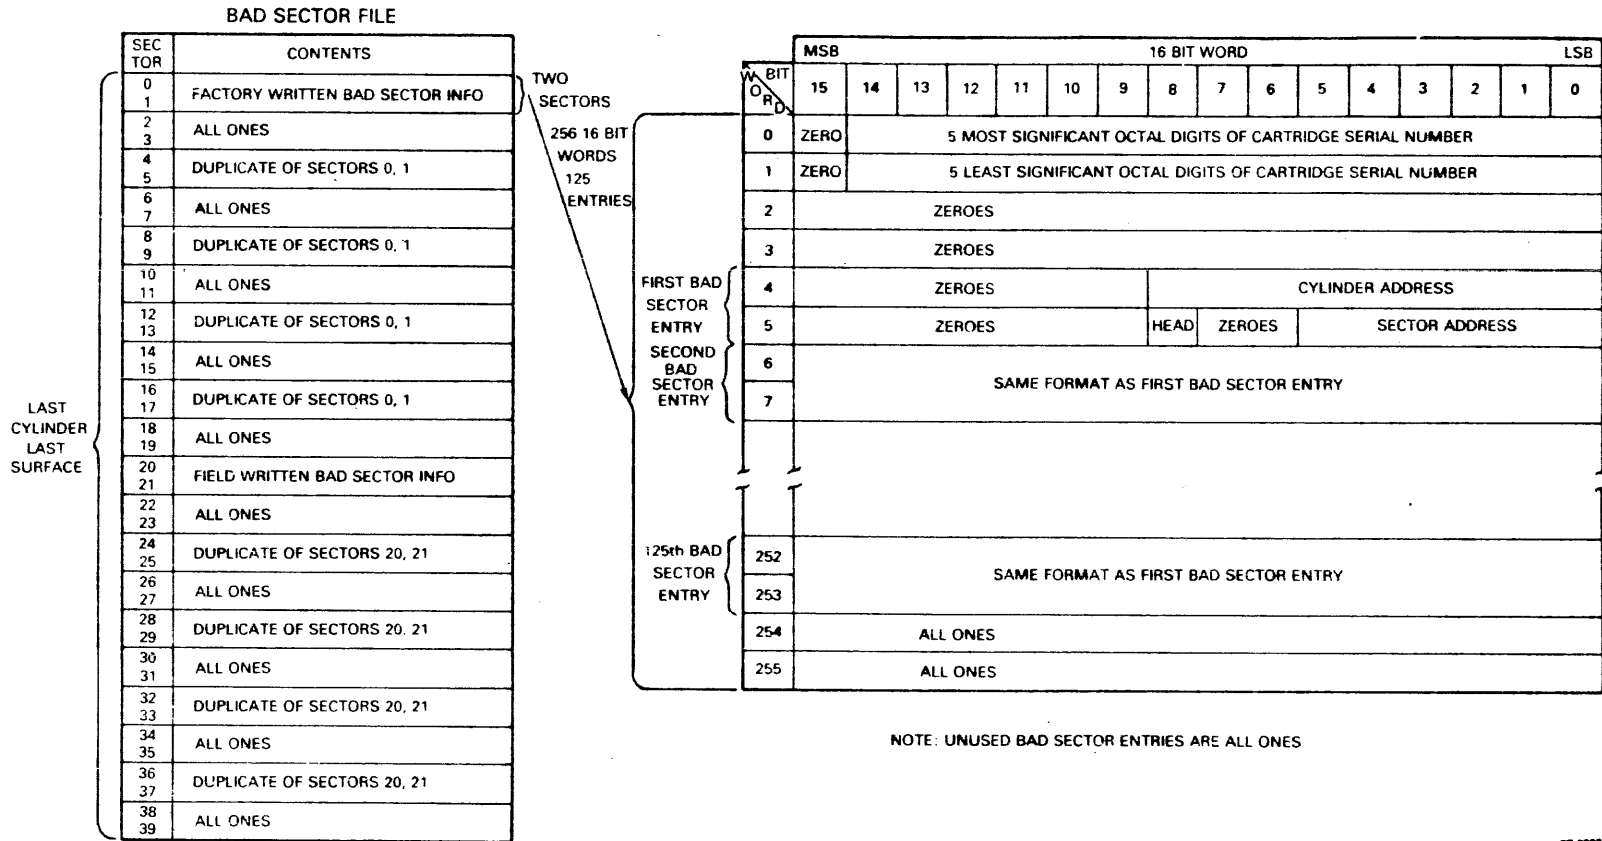 BAD SECTOR FILE
SEC TOR CONTENTS
0 1 FACTORY WRITTEN BAD SECTOR INFO
2 3 ALL ONES
4 5 DUPLICATE OF SECTORS 0, 1
6 7 ALL ONES
8 9 DUPLICATE OF SECTORS 0, 1
10 11 ALL ONES
12 13 DUPLICATE OF SECTORS 0, 1
14 15 ALL ONES
16 17 DUPLICATE OF SECTORS 0, 1
18 19 ALL ONES
20 21 FIELD WRITTEN BAD SECTOR INFO
22 23 ALL ONES
24 25 DUPLICATE OF SECTORS 20, 21
26 27 ALL ONES
28 29 DUPLICATE OF SECTORS 20, 21
30 31 ALL ONES
32 33 DUPLICATE OF SECTORS 20, 21
34 35 ALL ONES
36 37 DUPLICATE OF SECTORS 20, 21
38 39 ALL ONES
LAST
CYLINDER
LAST
SURFACE
TWO
SECTORS
256 16 BIT
WORDS
125
ENTRIES
MSB 16 BIT WORD LSB
WORD BIT 15 14 13 12 11 10 9 8 7 6 5 4 3 2 1 0
0 ZERO 5 MOST SIGNIFICANT OCTAL DIGITS OF CARTRIDGE SERIAL NUMBER
1 ZERO 5 LEAST SIGNIFICANT OCTAL DIGITS OF CARTRIDGE SERIAL NUMBER
2 ZEROES
3 ZEROES
FIRST BAD
SECTOR
ENTRY
4 ZEROES CYLINDER ADDRESS
5 ZEROES HEAD ZEROES SECTOR ADDRESS
SECOND
BAD
SECTOR
ENTRY
6 7 SAME FORMAT AS FIRST BAD SECTOR ENTRY
125th BAD
SECTOR
ENTRY
252 253 SAME FORMAT AS FIRST BAD SECTOR ENTRY
254 ALL ONES
255 ALL ONES
NOTE: UNUSED BAD SECTOR ENTRIES ARE ALL ONES